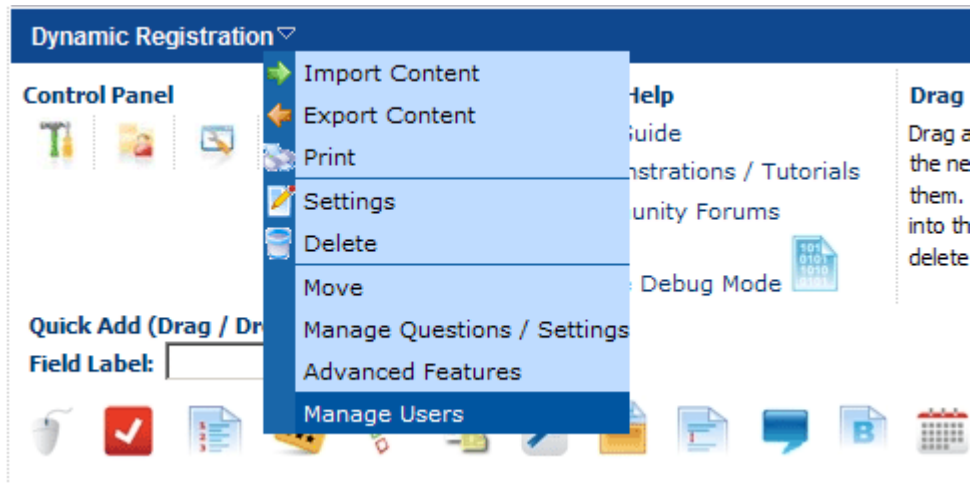 Dynamic Registration
Import Content
Export Content
Print
Settings
Delete
Move
Manage Questions / Settings
Advanced Features
Manage Users
Control Panel
Quick Add (Drag / Dr
Field Label:
Help
Guide
nstrations / Tutorials
unity Forums
Debug Mode
Drag
Drag a
the ne
them.
into th
delete